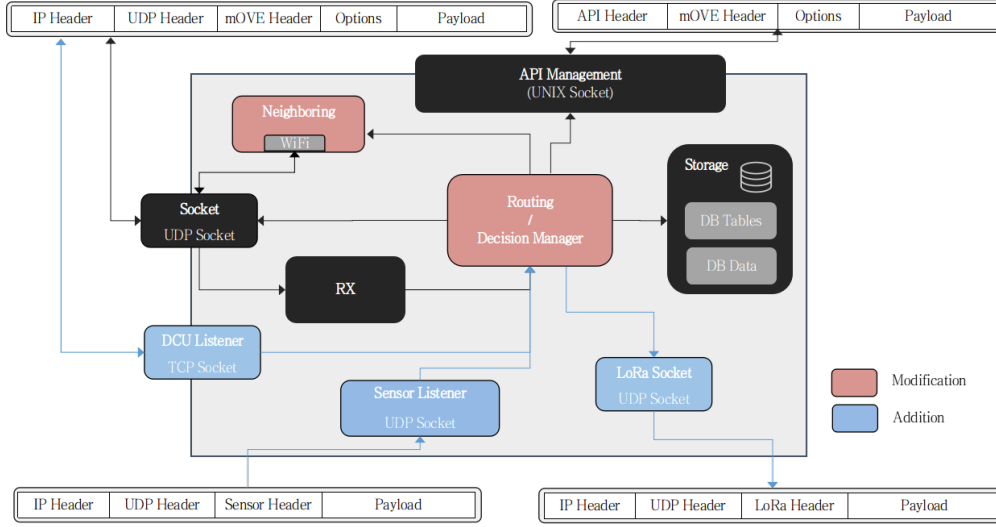 IP Header UDP Header mOVE Header Options Payload
API Header mOVE Header Options Payload
API Management
(UNIX Socket)
Neighboring
WiFi
Storage
DB Tables
DB Data
Routing
/
Decision Manager
Socket
UDP Socket
RX
DCU Listener
TCP Socket
Sensor Listener
UDP Socket
LoRa Socket
UDP Socket
Modification
Addition
IP Header UDP Header Sensor Header Payload
IP Header UDP Header LoRa Header Payload